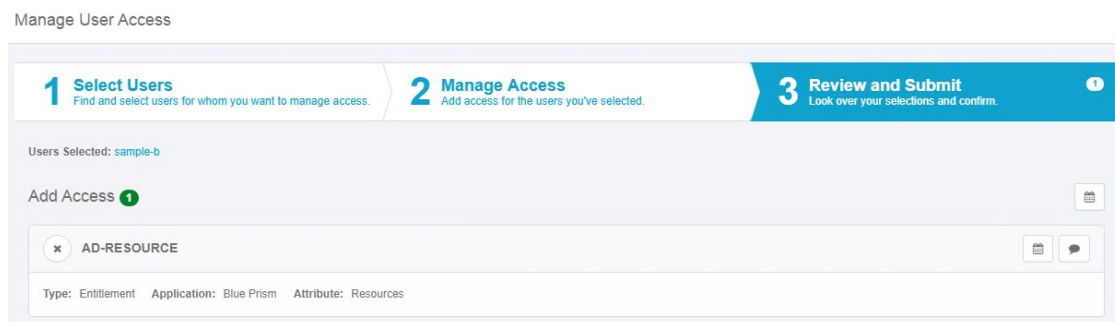 Manage User Access
1 Select Users
Find and select users for whom you want to manage access.
2 Manage Access
Add access for the users you've selected.
3 Review and Submit 1
Look over your selections and confirm.
Users Selected: sample-b
Add Access 1
AD-RESOURCE
Type: Entitlement Application: Blue Prism Attribute: Resources